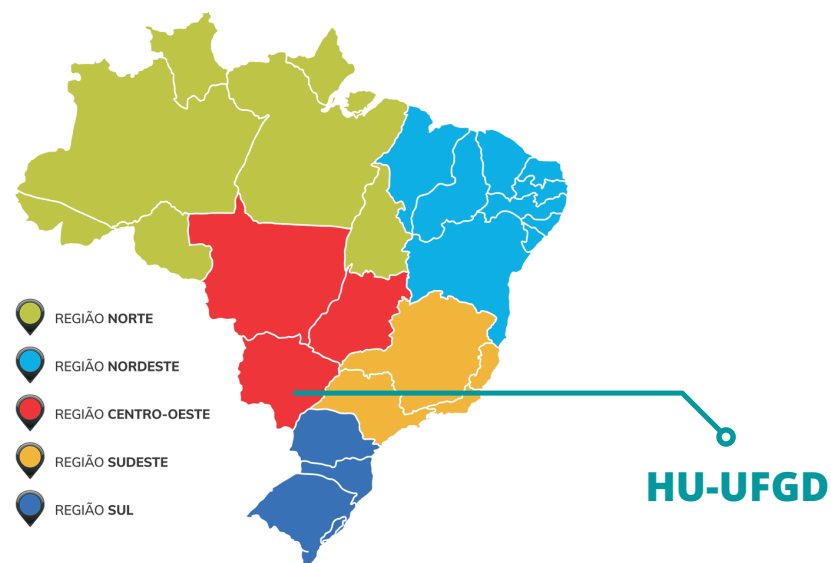 REGIÃO NORTE
REGIÃO NORDESTE
REGIÃO CENTRO-OESTE
REGIÃO SUDESTE
REGIÃO SUL
HU-UFGD